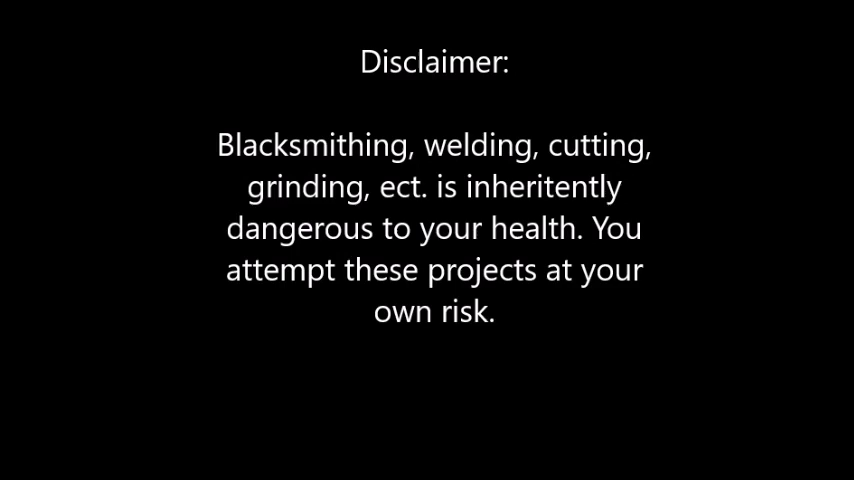 Disclaimer:
Blacksmithing, welding, cutting,
grinding, ect. is inheritently
dangerous to your health. You
attempt these projects at your
own risk.